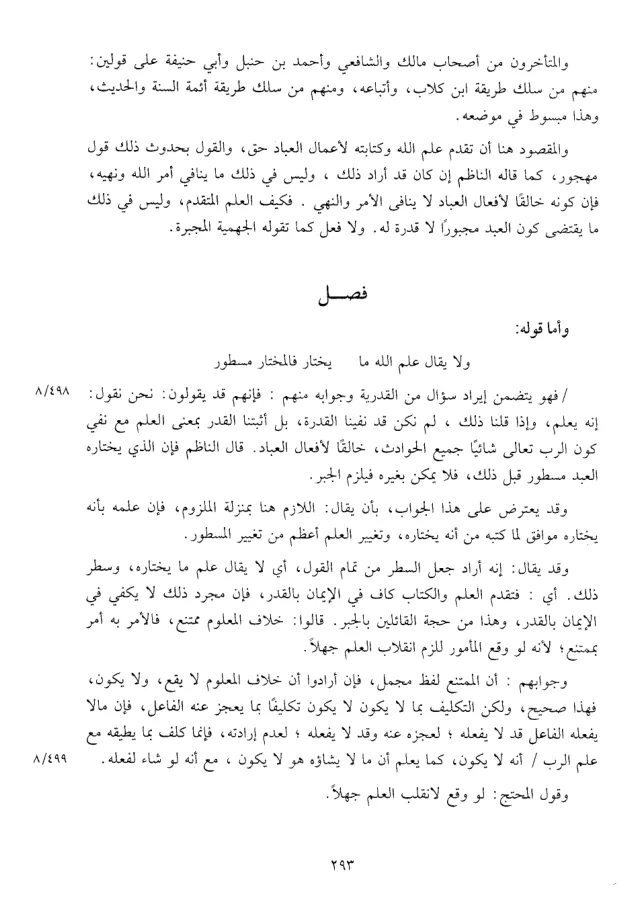 والمتأخرون من أصحاب مالك والشافعي وأحمد بن حنبل وأبي حنيفة على قولين:
منهم من سلك طريقة ابن كلاب، وأتباعه، ومنهم من سلك طريقة أئمة السنة والحديث،
وهذا مبسوط في موضعه.
والمقصود هنا أن تقدم علم الله وكتابته لأعمال العباد حق، والقول بحدوث ذلك قول
مهجور، كما قاله الناظم إن كان قد أراد ذلك ، وليس في ذلك ما ينافي أمر الله ونهيه،
فإن كونه خالقًا لأفعال العباد لا ينافى الأمر والنهي . فكيف العلم المتقدم، وليس في ذلك
ما يقتضى كون العبد مجبورًا لا قدرة له. ولا فعل كما تقوله الجهمية المجبرة.
فصـــل
وأما قوله:
ولا يقال علم الله ما يختار فالمختار مسطور
/ فهو يتضمن إيراد سؤال من القدرية وجوابه منهم : فإنهم قد يقولون: نحن نقول: ٨/٤٩٨
إنه يعلم، وإذا قلنا ذلك ، لم نكن قد نفينا القدرة، بل أثبتنا القدر بمعنى العلم مع نفي
كون الرب تعالى شائيًا جميع الحوادث، خالقًا لأفعال العباد. قال الناظم فإن الذي يختاره
العبد مسطور قبل ذلك، فلا يمكن بغيره فيلزم الجبر.
وقد يعترض على هذا الجواب، بأن يقال: اللازم هنا بمنزلة الملزوم، فإن علمه بأنه
يختاره موافق لما كتبه من أنه يختاره، وتغيير العلم أعظم من تغيير المسطور.
وقد يقال: إنه أراد جعل السطر من تمام القول، أي لا يقال علم ما يختاره، وسطر
ذلك. أي : فتقدم العلم والكتاب كاف في الإيمان بالقدر، فإن مجرد ذلك لا يكفي في
الإيمان بالقدر، وهذا من حجة القائلين بالجبر. قالوا: خلاف المعلوم ممتنع، فالأمر به أمر
بممتنع؛ لأنه لو وقع المأمور للزم انقلاب العلم جهلاً.
وجوابهم : أن الممتنع لفظ مجمل، فإن أرادوا أن خلاف المعلوم لا يقع، ولا يكون،
فهذا صحيح، ولكن التكليف بما لا يكون لا يكون تكليفًا بما يعجز عنه الفاعل، فإن مالا
يفعله الفاعل قد لا يفعله ؛ لعجزه عنه وقد لا يفعله ؛ لعدم إرادته، فإنما كلف بما يطيقه مع
علم الرب / أنه لا يكون، كما يعلم أن ما لا يشاؤه هو لا يكون ، مع أنه لو شاء لفعله. ٨/٤٩٩
وقول المحتج: لو وقع لانقلب العلم جهلاً.
٢٩٣